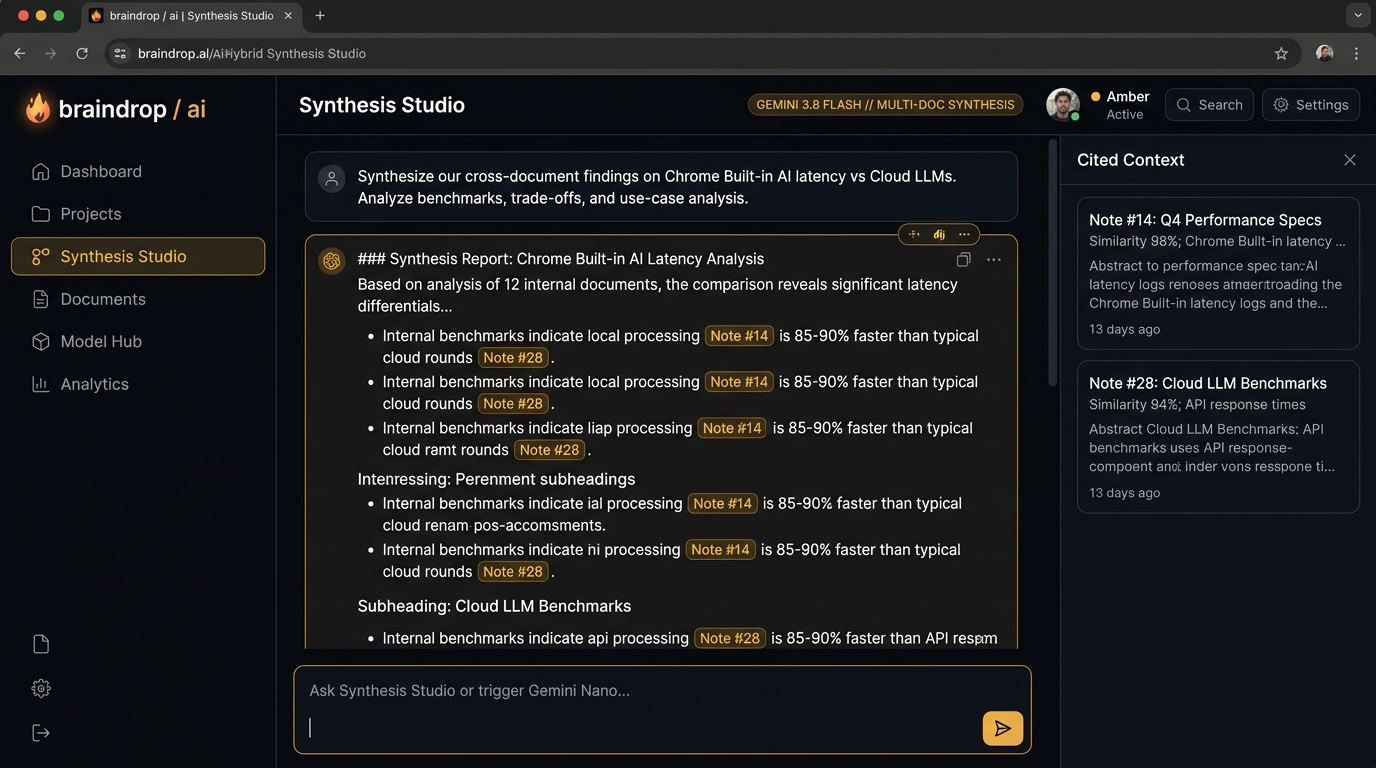 braindrop / ai | Synthesis Studio
braindrop.al/AiHybrid Synthesis Studio
braindrop / ai
Dashboard
Projects
Synthesis Studio
Documents
Model Hub
Analytics
Synthesis Studio
GEMINI 3.8 FLASH // MULTI-DOC SYNTHESIS
Amber
Active
Search
Settings
Synthesize our cross-document findings on Chrome Built-in AI latency vs Cloud LLMs.
Analyze benchmarks, trade-offs, and use-case analysis.
### Synthesis Report: Chrome Built-in AI Latency Analysis
Based on analysis of 12 internal documents, the comparison reveals significant latency
differentials...
• Internal benchmarks indicate local processing Note #14 is 85-90% faster than typical
cloud rounds Note #28 .
• Internal benchmarks indicate local processing Note #14 is 85-90% faster than typical
cloud rounds Note #28 .
• Internal benchmarks indicate liap processing Note #14 is 85-90% faster than typical
cloud ramt rounds Note #28 .
Intenressing: Perenment subheadings
• Internal benchmarks indicate ial processing Note #14 is 85-90% faster than typical
cloud renam pos-accomsments.
• Internal benchmarks indicate hi processing Note #14 is 85-90% faster than typical
cloud rounds Note #28 .
Subheading: Cloud LLM Benchmarks
• Internal benchmarks indicate api processing Note #28 is 85-90% faster than API
Ask Synthesis Studio or trigger Gemini Nano...
Cited Context
Note #14: Q4 Performance Specs
Similarity 98%; Chrome Built-in latency ...
Abstract to performance AI
latency logs the
Chrome Built-in latency logs and the...
13 days ago
Note #28: Cloud LLM Benchmarks
Similarity 94%; API response times
Abstract Cloud LLM Benchmarks: API
benchmarks uses API response-
compoent and inder vons resspone ti...
13 days ago